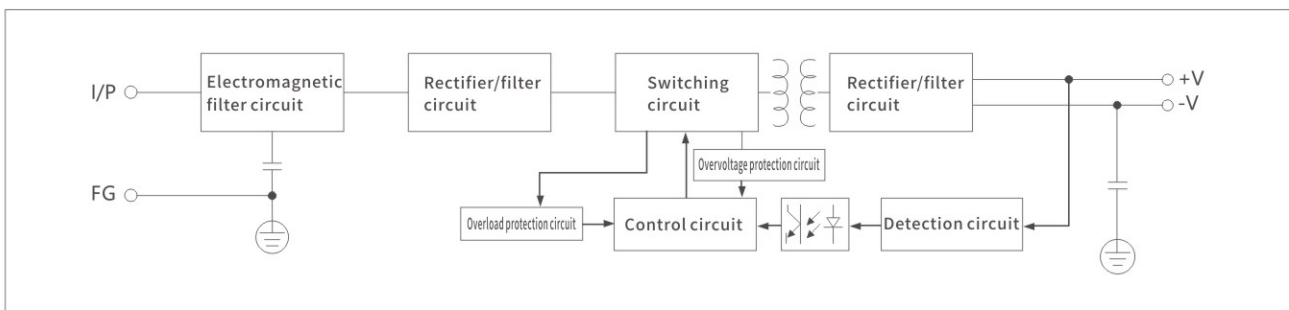 I/P
Electromagnetic
filter circuit
Rectifier/filter
circuit
Switching
circuit
Rectifier/filter
circuit
+V
-V
Overvoltage protection circuit
FG
Overload protection circuit
Control circuit
Detection circuit